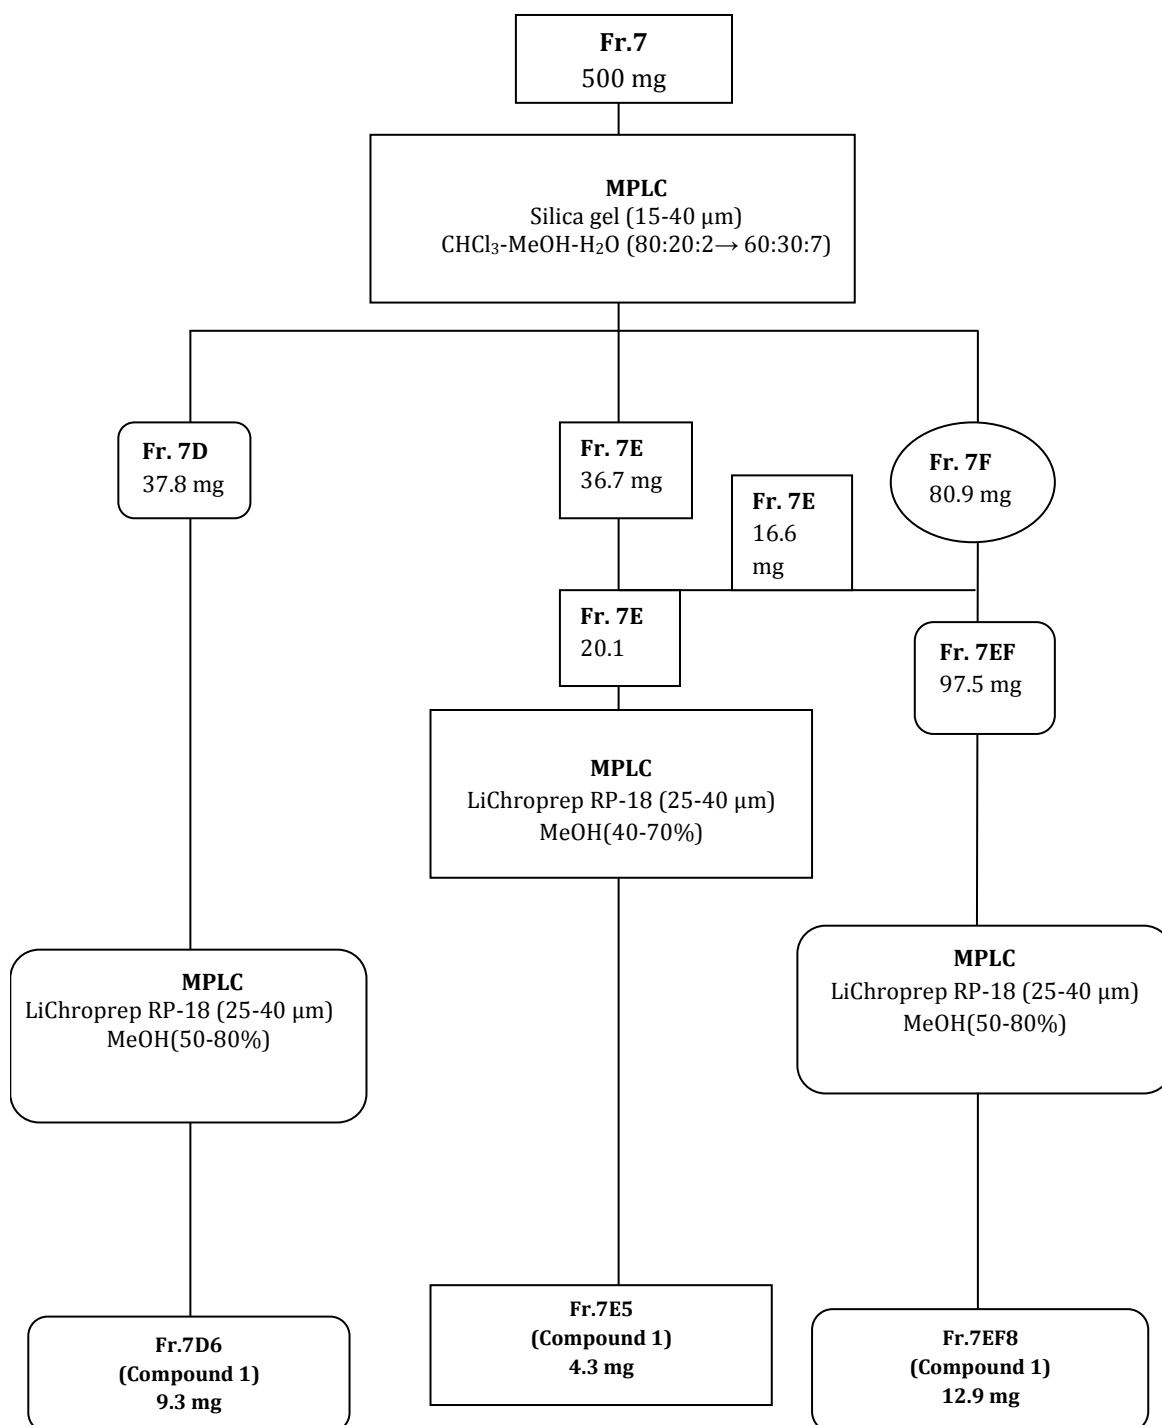 Fr.7
500 mg
MPLC
Silica gel (15-40 µm)
CHCl₃-MeOH-H₂O (80:20:2→ 60:30:7)
Fr. 7D
37.8 mg
Fr. 7E
36.7 mg
Fr. 7F
80.9 mg
Fr. 7E
16.6
mg
Fr. 7E
20.1
Fr. 7EF
97.5 mg
MPLC
LiChroprep RP-18 (25-40 µm)
MeOH(40-70%)
MPLC
LiChroprep RP-18 (25-40 µm)
MeOH(50-80%)
MPLC
LiChroprep RP-18 (25-40 µm)
MeOH(50-80%)
Fr.7D6
(Compound 1)
9.3 mg
Fr.7E5
(Compound 1)
4.3 mg
Fr.7EF8
(Compound 1)
12.9 mg